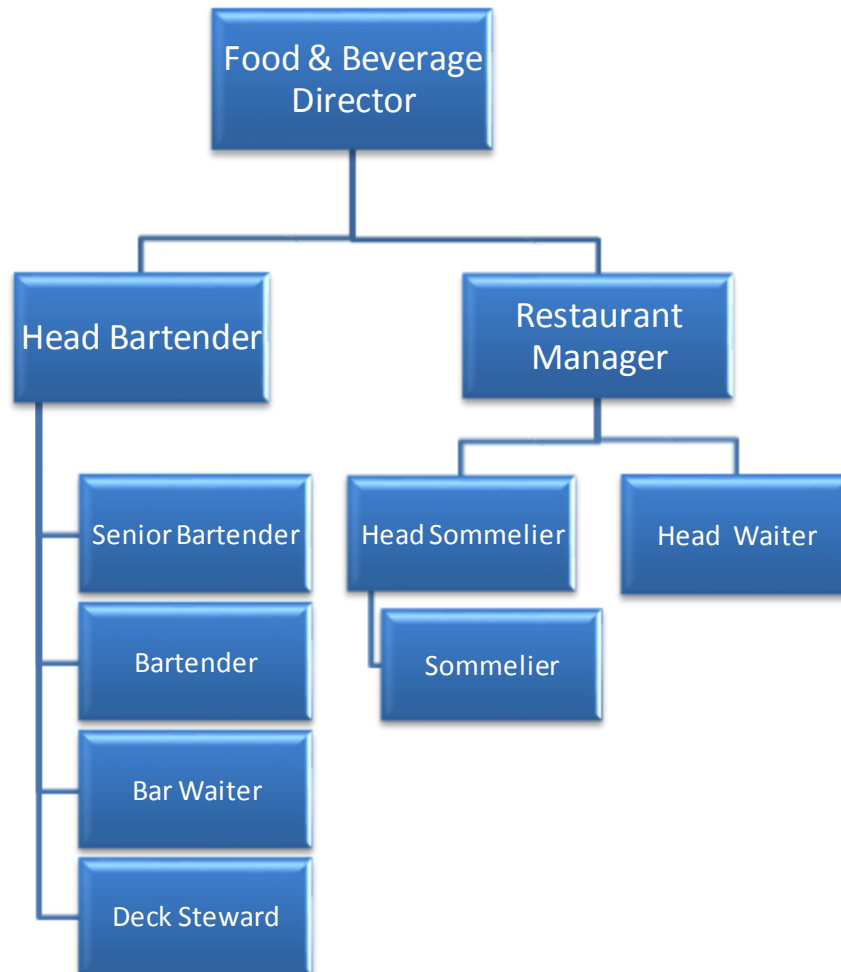 Food & Beverage
Director
Head Bartender
Restaurant
Manager
Senior Bartender
Head Sommelier
Head Waiter
Bartender
Sommelier
Bar Waiter
Deck Steward